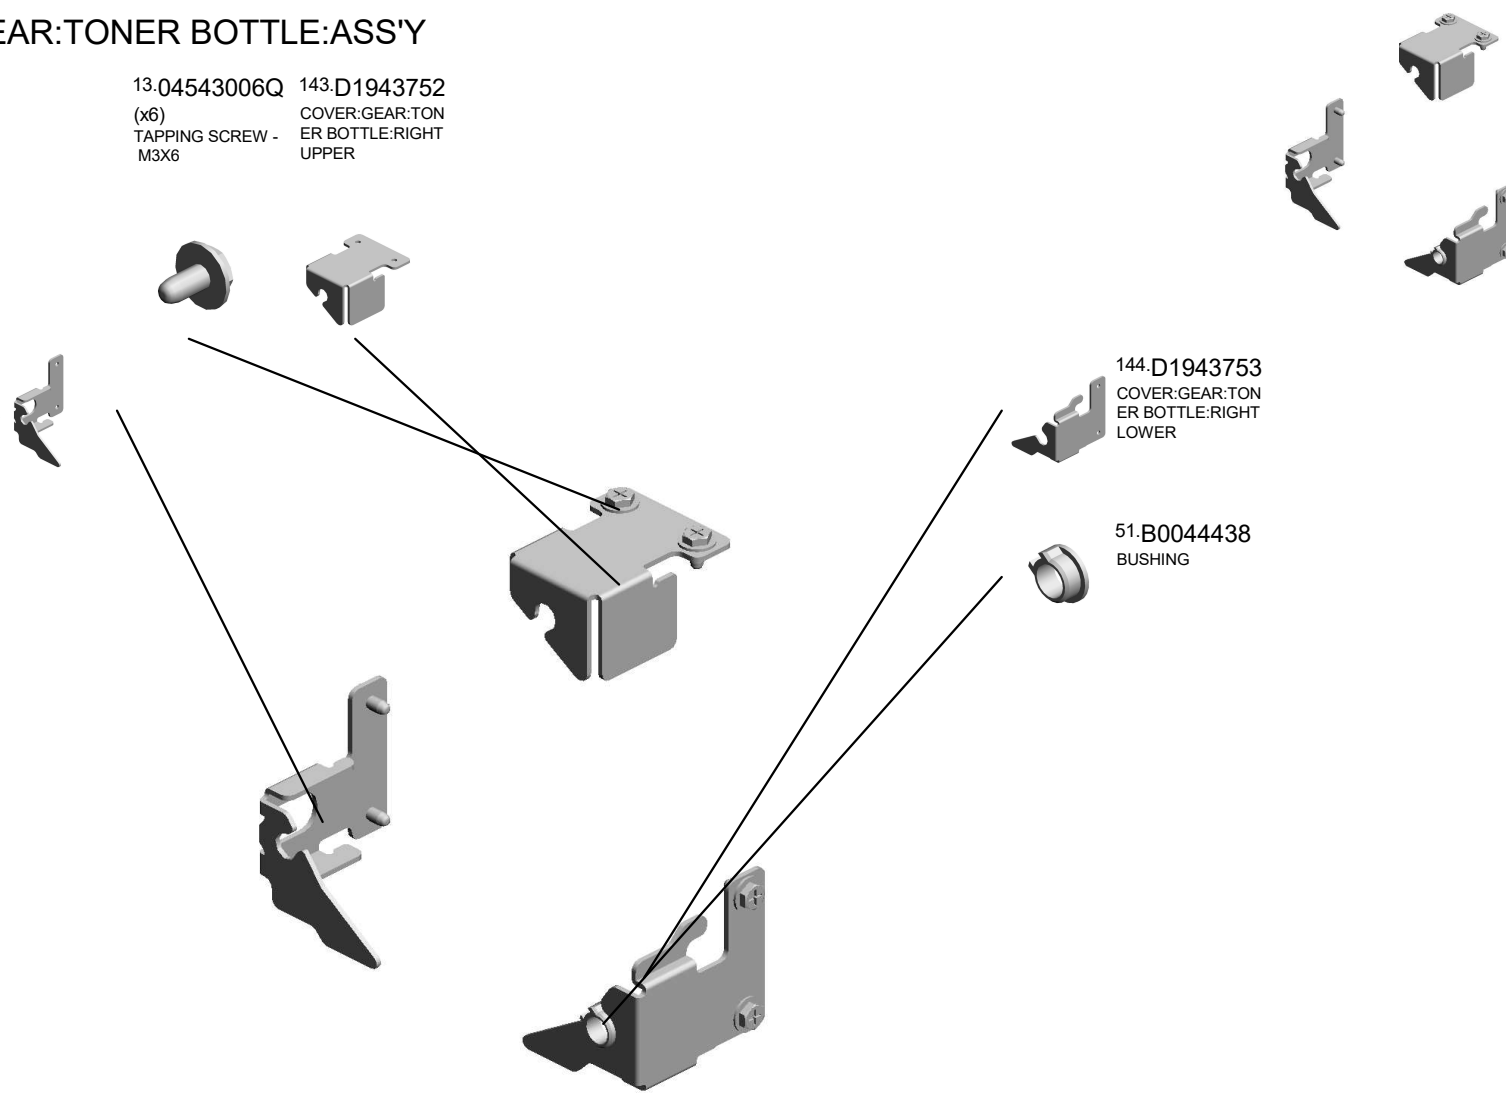 EAR:TONER BOTTLE:ASS'Y
13.04543006Q
(x6)
TAPPING SCREW -
M3X6
143.D1943752
COVER:GEAR:TON
ER BOTTLE:RIGHT
UPPER
144.D1943753
COVER:GEAR:TON
ER BOTTLE:RIGHT
LOWER
51.B0044438
BUSHING